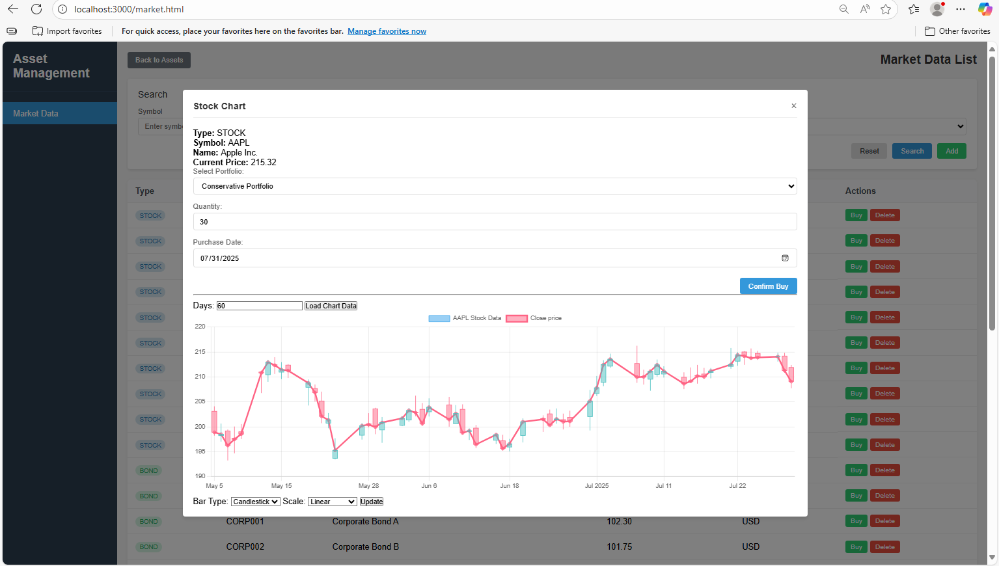 localhost:3000/market.html
Import favorites
For quick access, place your favorites here on the favorites bar. Manage favorites now
Other favorites
Asset
Management
Market Data
Back to Assets
Market Data List
Search
Symbol
Enter symb
Reset Search Add
Type Actions
Stock Chart ×
Type: STOCK
Symbol: AAPL
Name: Apple Inc.
Current Price: 215.32
Select Portfolio:
Conservative Portfolio
Quantity:
30
Purchase Date:
07/31/2025
Confirm Buy
Days: 60 Load Chart Data
AAPL Stock Data Close price
220
215
210
205
200
195
190
May 5 May 15 May 28 Jun 6 Jun 18 Jul 2025 Jul 11 Jul 22
Bar Type: Candlestick Scale: Linear Update
STOCK Buy Delete
STOCK Buy Delete
STOCK Buy Delete
STOCK Buy Delete
STOCK Buy Delete
STOCK Buy Delete
STOCK Buy Delete
STOCK Buy Delete
STOCK Buy Delete
STOCK Buy Delete
BOND Buy Delete
BOND Buy Delete
BOND CORP001 Corporate Bond A 102.30 USD Buy Delete
BOND CORP002 Corporate Bond B 101.75 USD Buy Delete